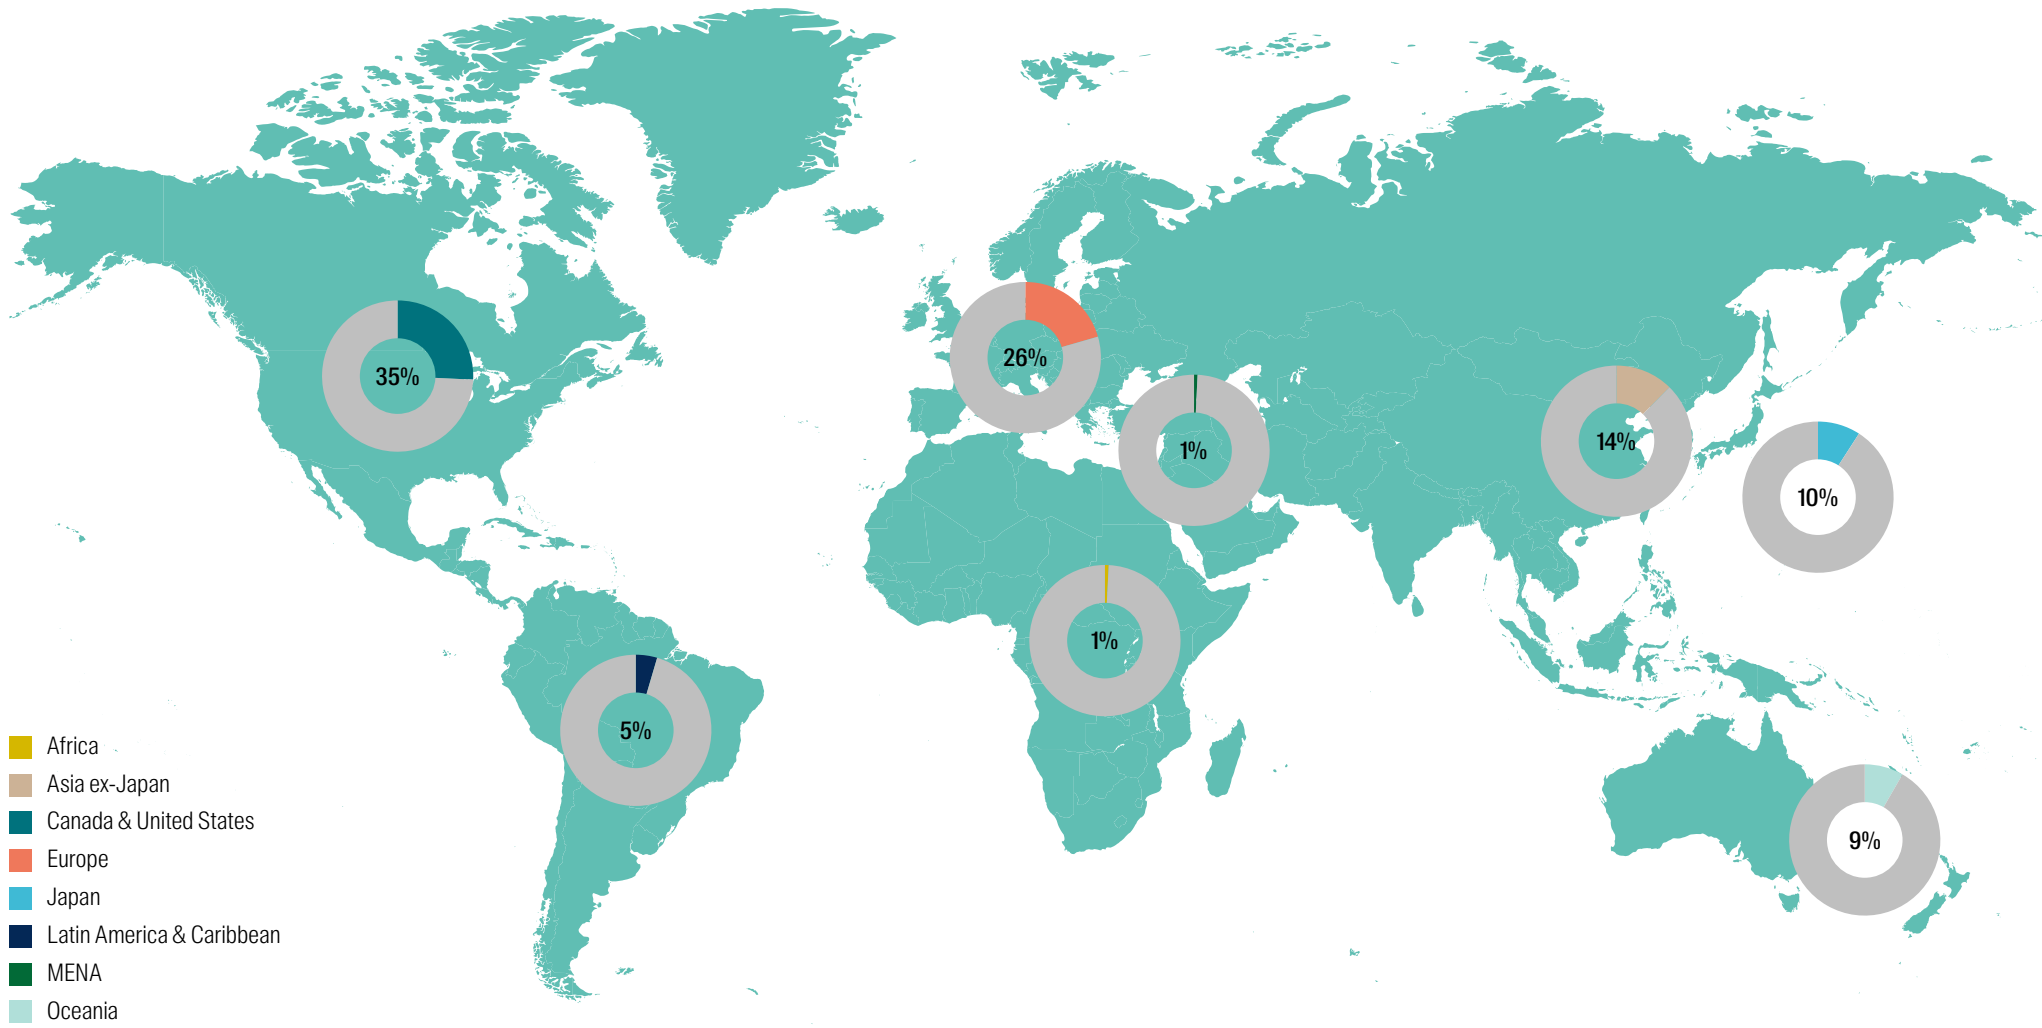 35%
26%
1%
14%
10%
1%
5%
9%
Africa
Asia ex-Japan
Canada & United States
Europe
Japan
Latin America & Caribbean
MENA
Oceania